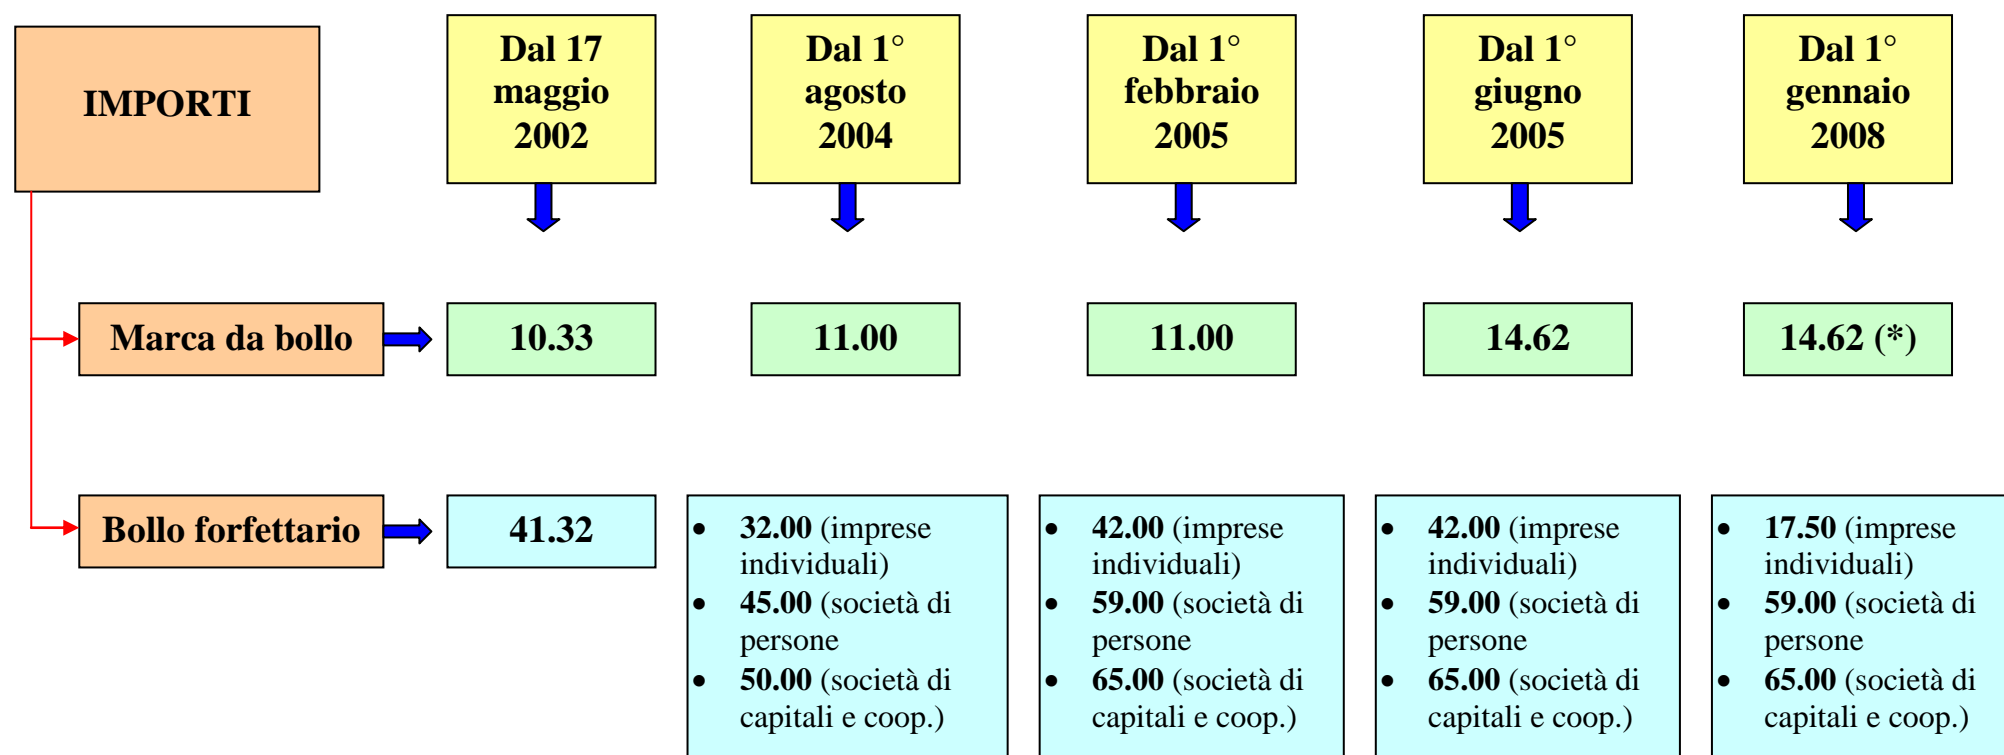 IMPORTI
Dal 17
maggio
2002
Dal 1°
agosto
2004
Dal 1°
febbraio
2005
Dal 1°
giugno
2005
Dal 1°
gennaio
2008
Marca da bollo
10.33
11.00
11.00
14.62
14.62 (*)
Bollo forfettario
41.32
• 32.00 (imprese
individuali)
• 45.00 (società di
persone
• 50.00 (società di
capitali e coop.)
• 42.00 (imprese
individuali)
• 59.00 (società di
persone
• 65.00 (società di
capitali e coop.)
• 42.00 (imprese
individuali)
• 59.00 (società di
persone
• 65.00 (società di
capitali e coop.)
• 17.50 (imprese
individuali)
• 59.00 (società di
persone
• 65.00 (società di
capitali e coop.)